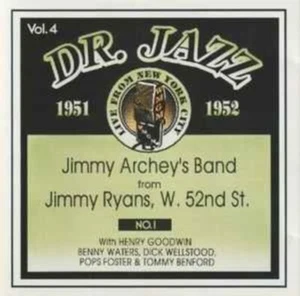 Vol. 4
DR. JAZZ
1951
LIVE FROM NEW YORK CITY
1952
Jimmy Archey's Band
from
Jimmy Ryans, W. 52nd St.
NO.1
With HENRY GOODWIN
BENNY WATERS, DICK WELLSTOOD,
POPS FOSTER & TOMMY BENFORD